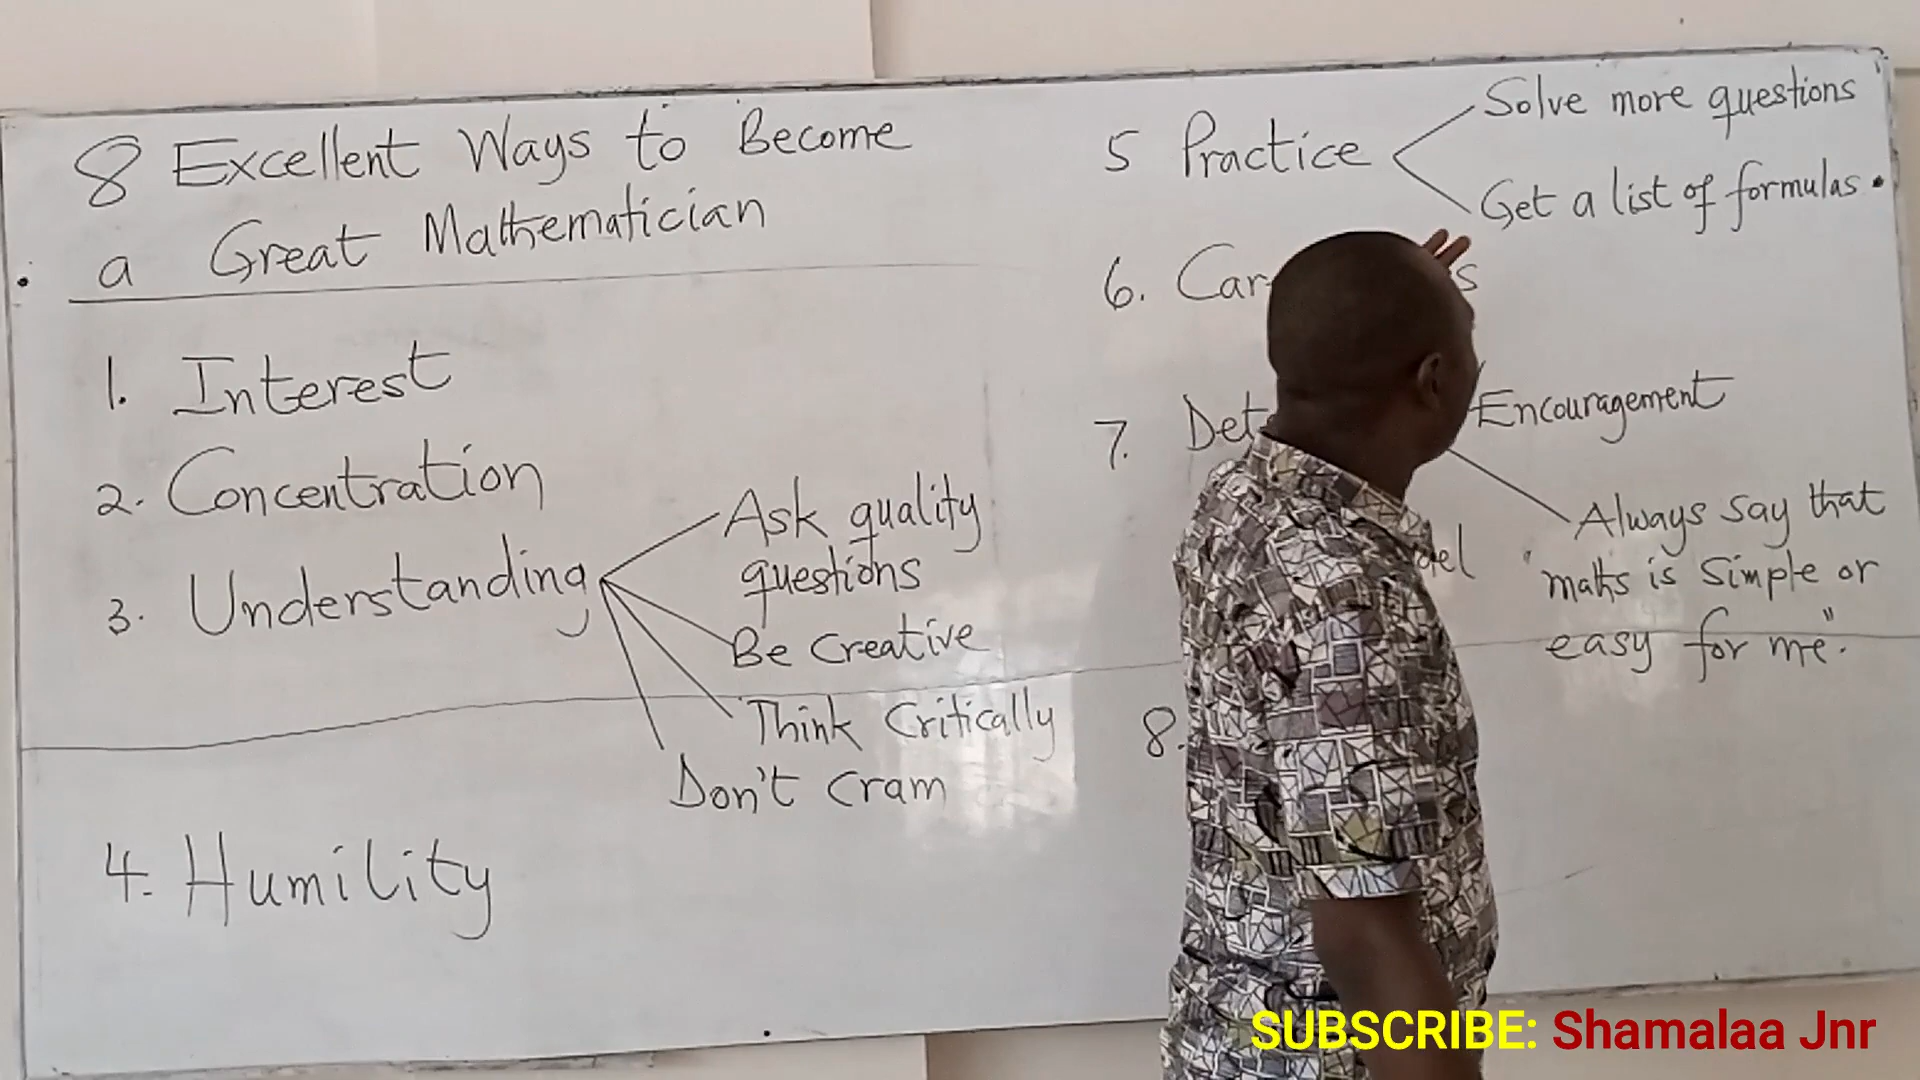 8 Excellent Ways to Become
a Great Mathematician
1. Interest
2. Concentration
3. Understanding
Ask quality
questions
Be Creative
Think Critically
Don't Cram
4. Humility
5 Practice
Solve more questions
Get a list of formulas
6.
7.
Encouragement
Always say that
"maths is simple or
easy for me."
8.
SUBSCRIBE: Shamalaa Jnr